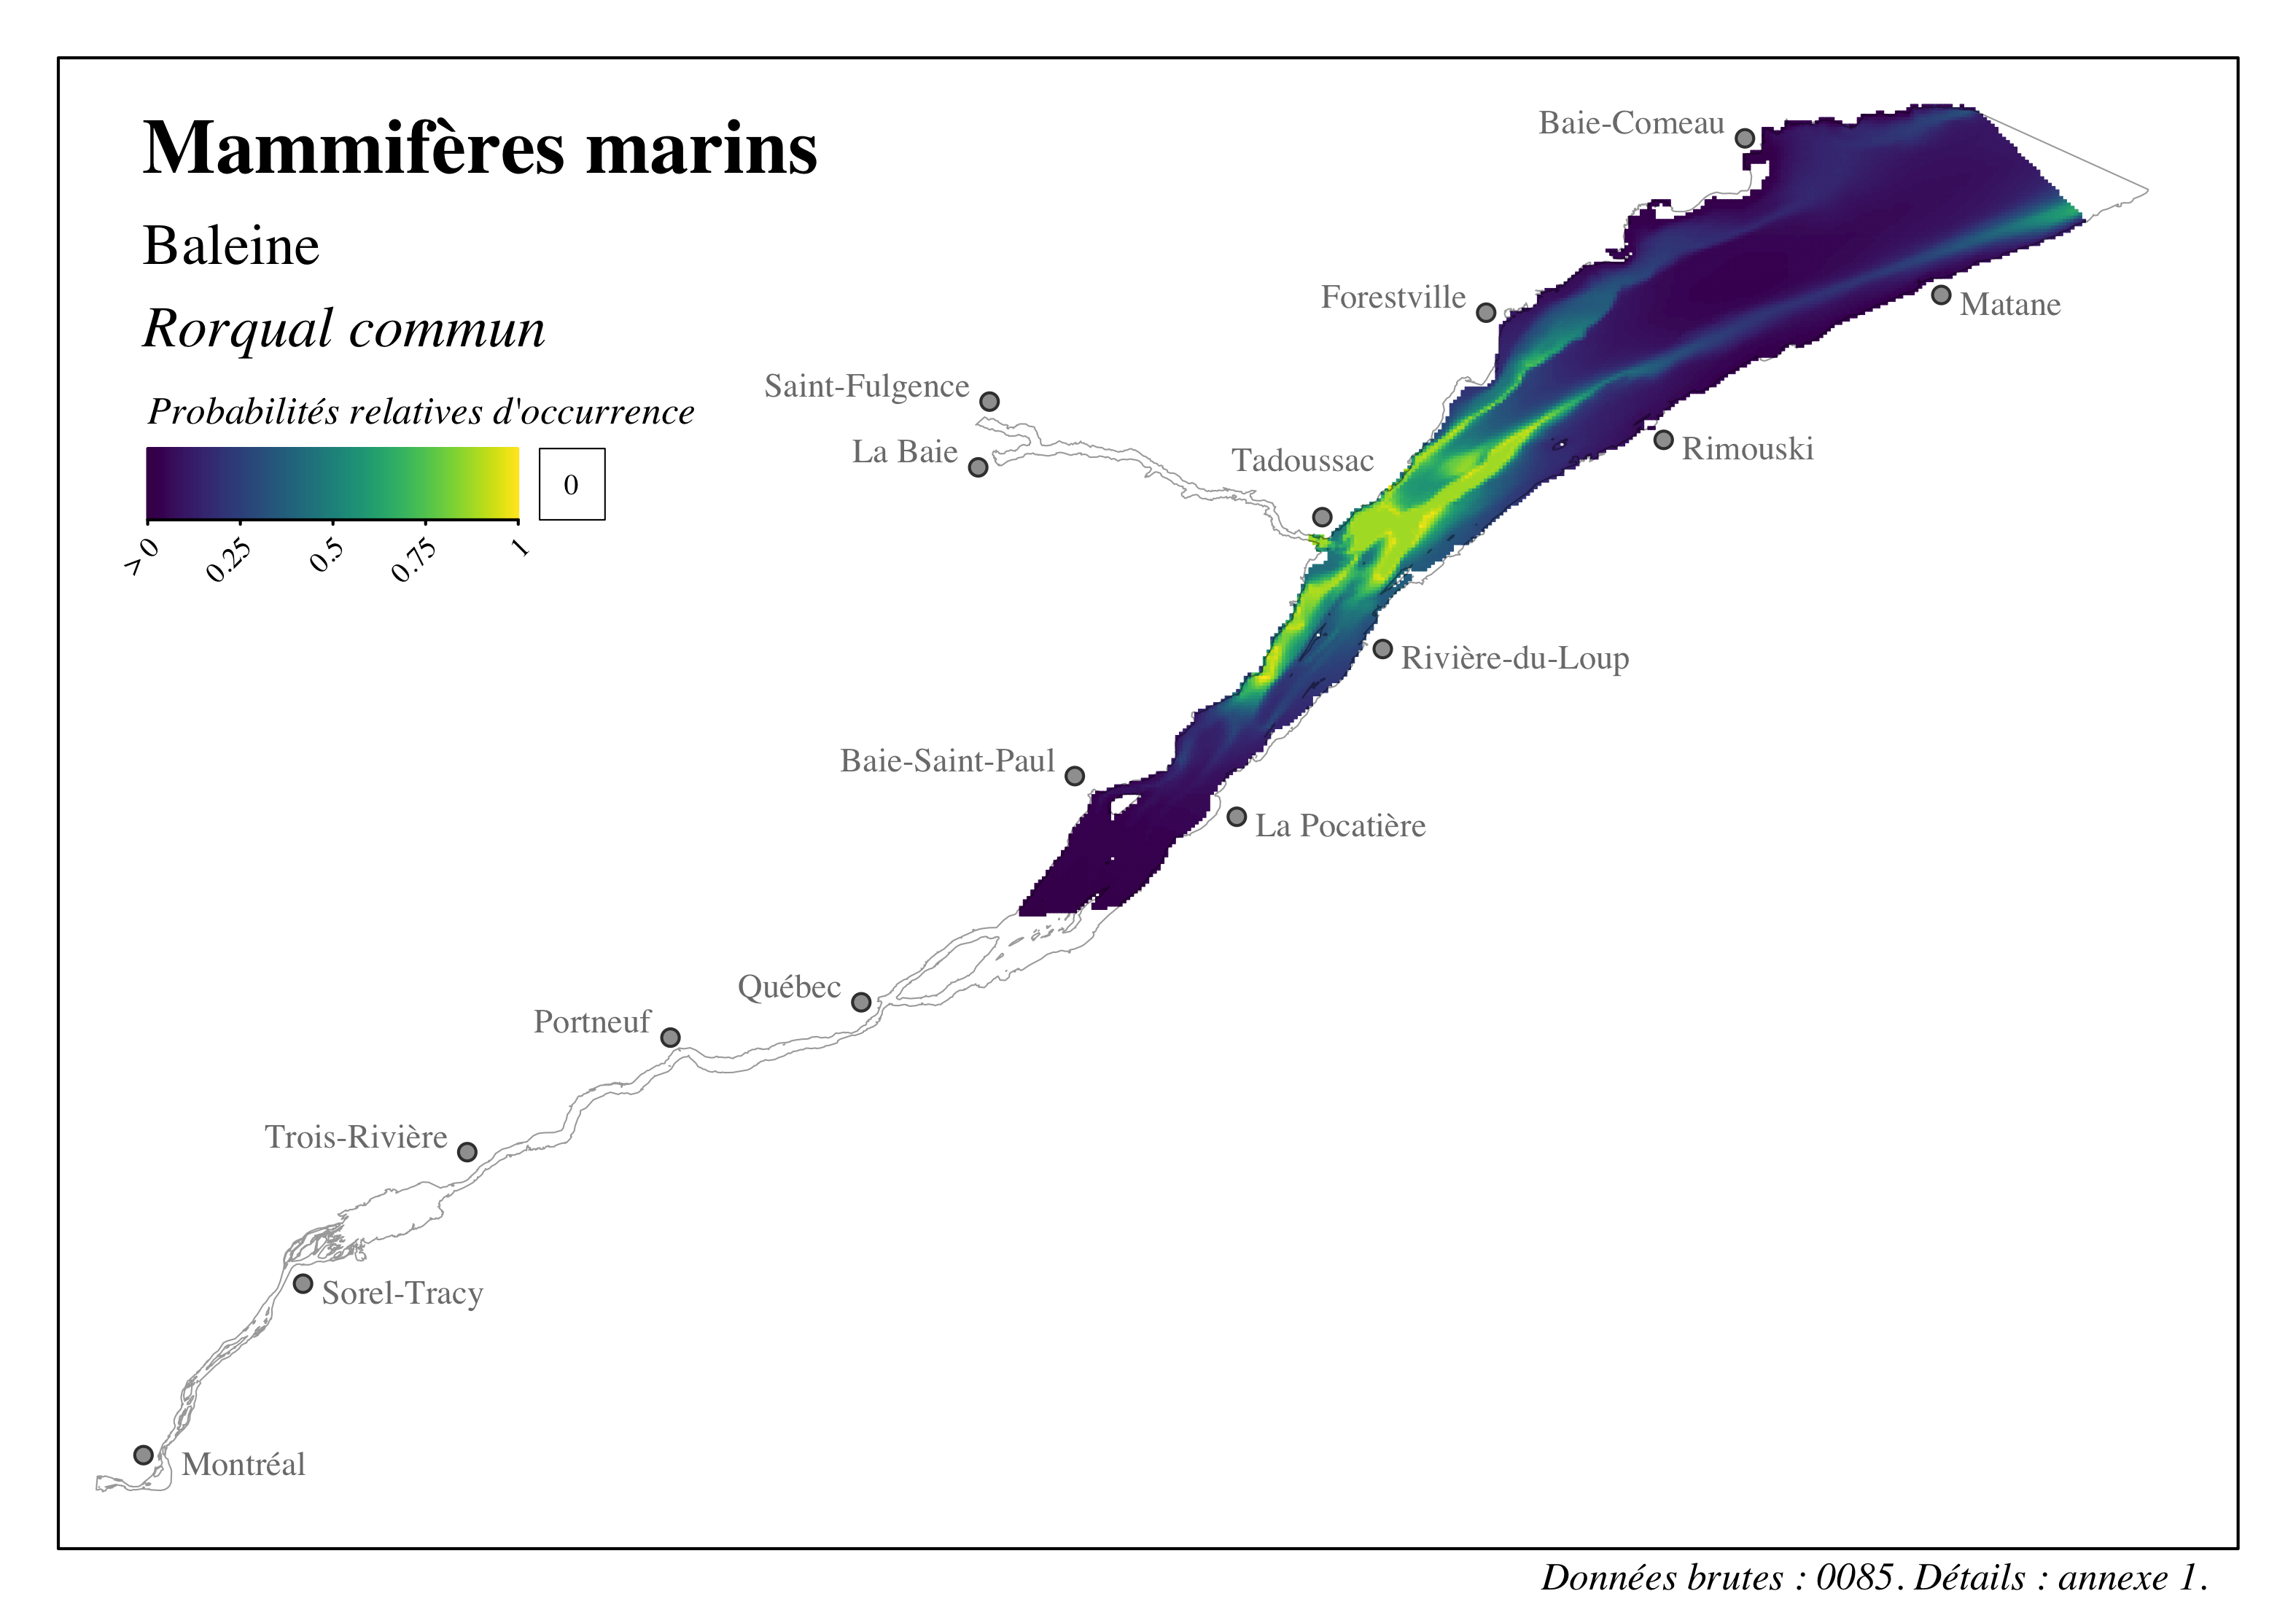 Mammifères marins
Baleine
Rorqual commun
Probabilités relatives d'occurrence
0
> 0
0.25
0.5
0.75
1
Baie-Comeau
Forestville
Matane
Saint-Fulgence
La Baie
Tadoussac
Rimouski
Rivière-du-Loup
Baie-Saint-Paul
La Pocatière
Québec
Portneuf
Trois-Rivière
Sorel-Tracy
Montréal
Données brutes : 0085. Détails : annexe 1.